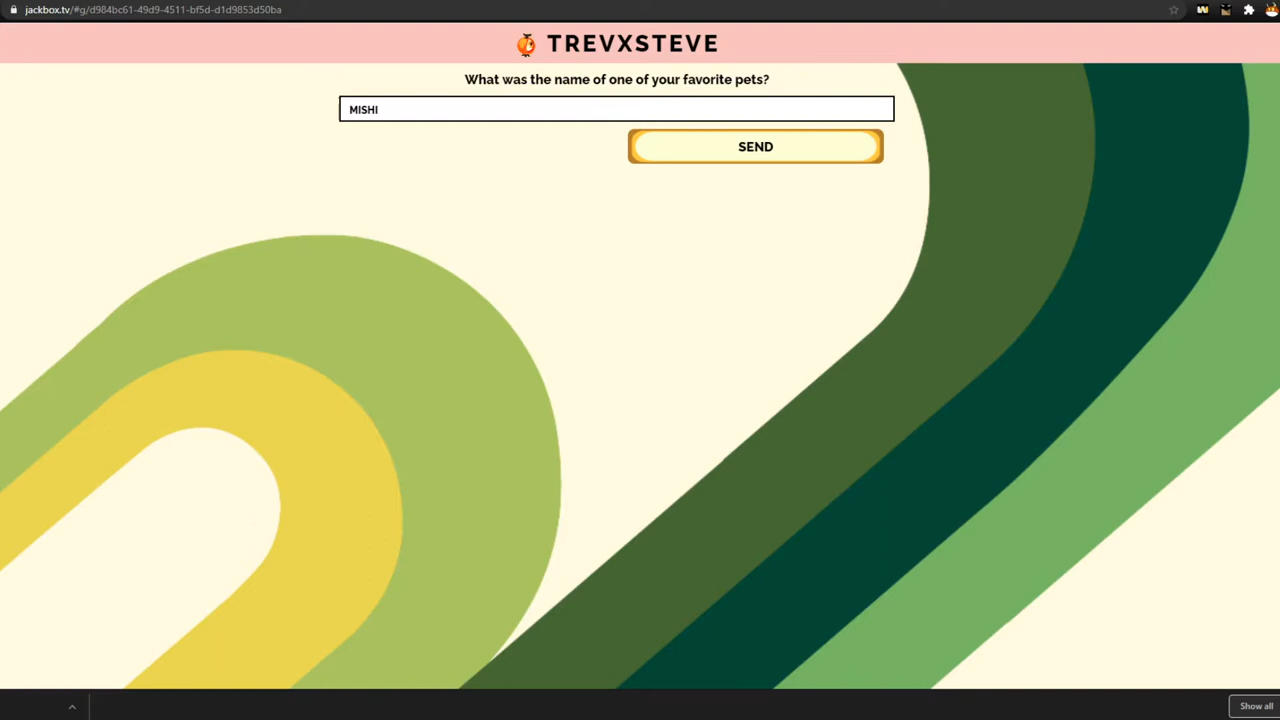 jackbox.tv/#g/d984bc61-49d9-4511-bf5d-d1d9853d50ba
TREVXSTEVE
What was the name of one of your favorite pets?
MISHI
SEND
Show all